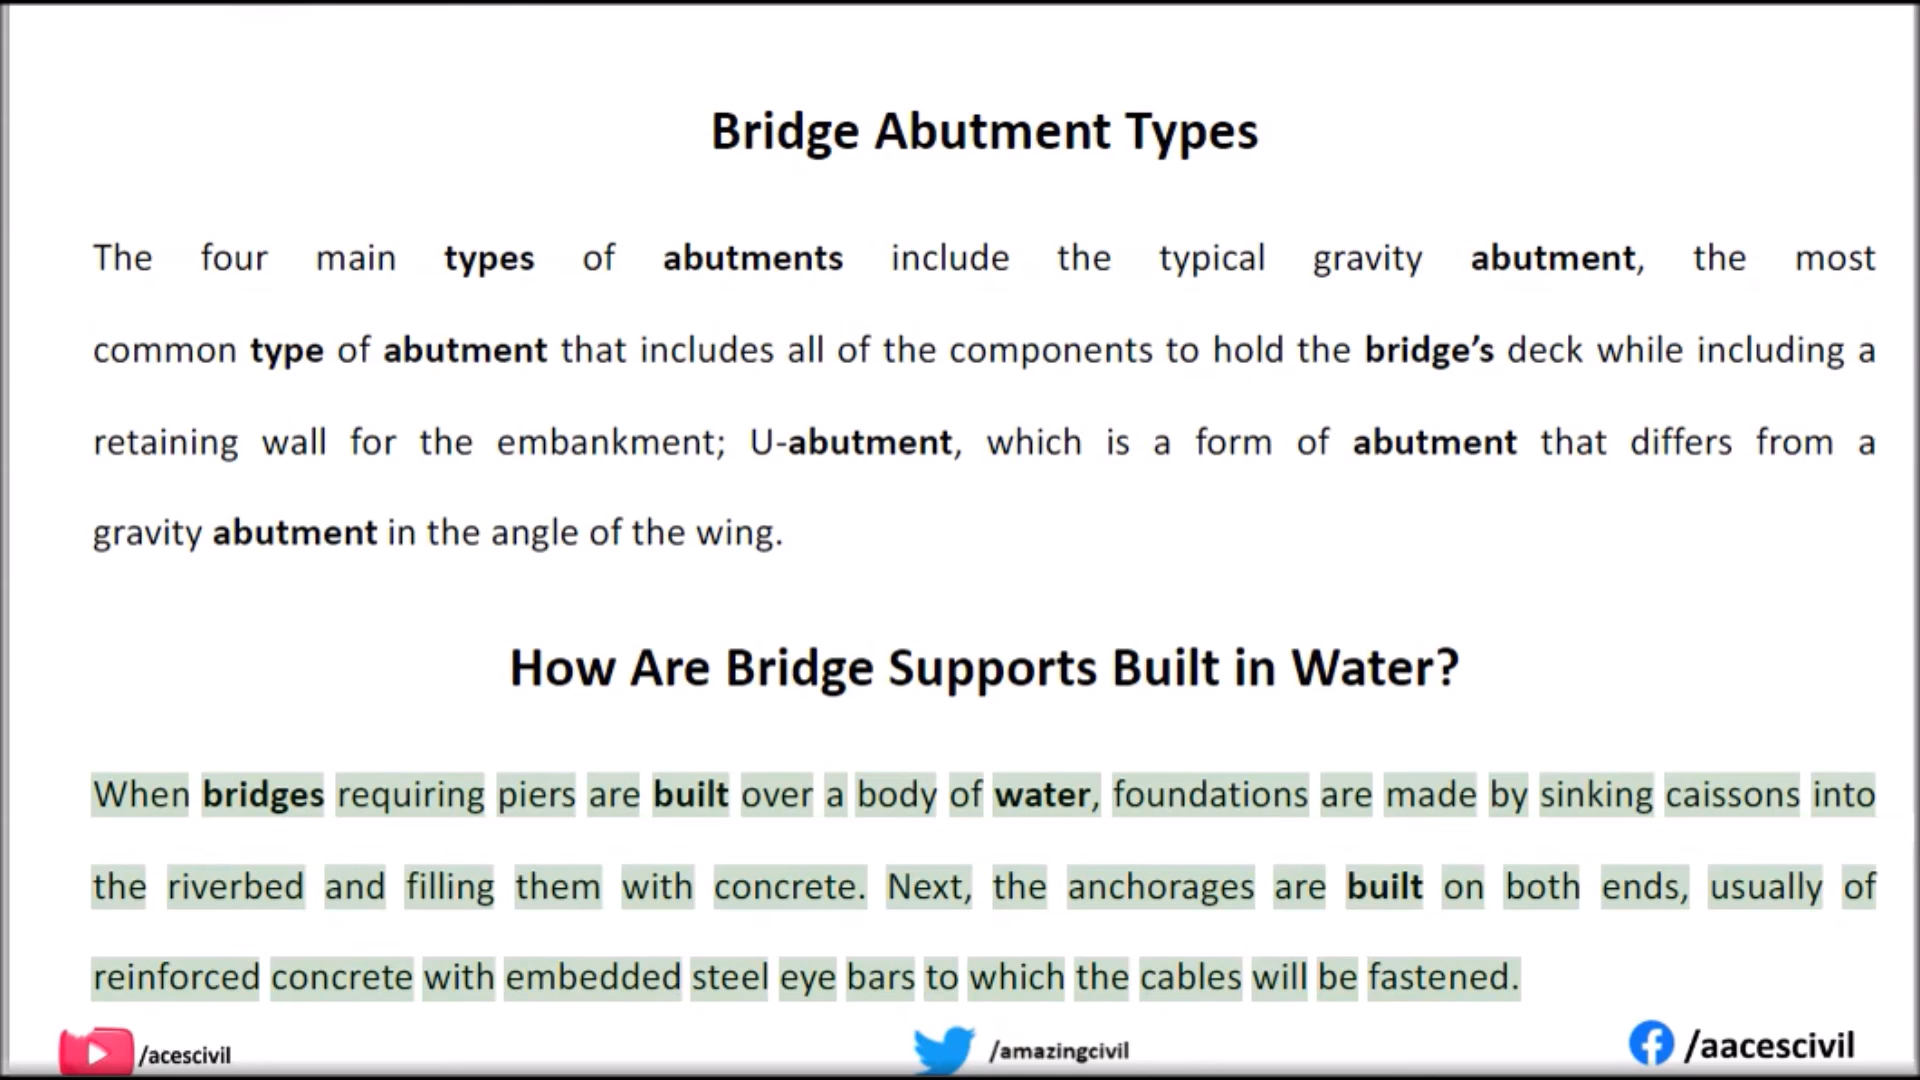 Bridge Abutment Types
The four main types of abutments include the typical gravity abutment, the most
common type of abutment that includes all of the components to hold the bridge’s deck while including a
retaining wall for the embankment; U-abutment, which is a form of abutment that differs from a
gravity abutment in the angle of the wing.
How Are Bridge Supports Built in Water?
When bridges requiring piers are built over a body of water, foundations are made by sinking caissons into
the riverbed and filling them with concrete. Next, the anchorages are built on both ends, usually of
reinforced concrete with embedded steel eye bars to which the cables will be fastened.
/acescivil
/amazingcivil
/aacescivil